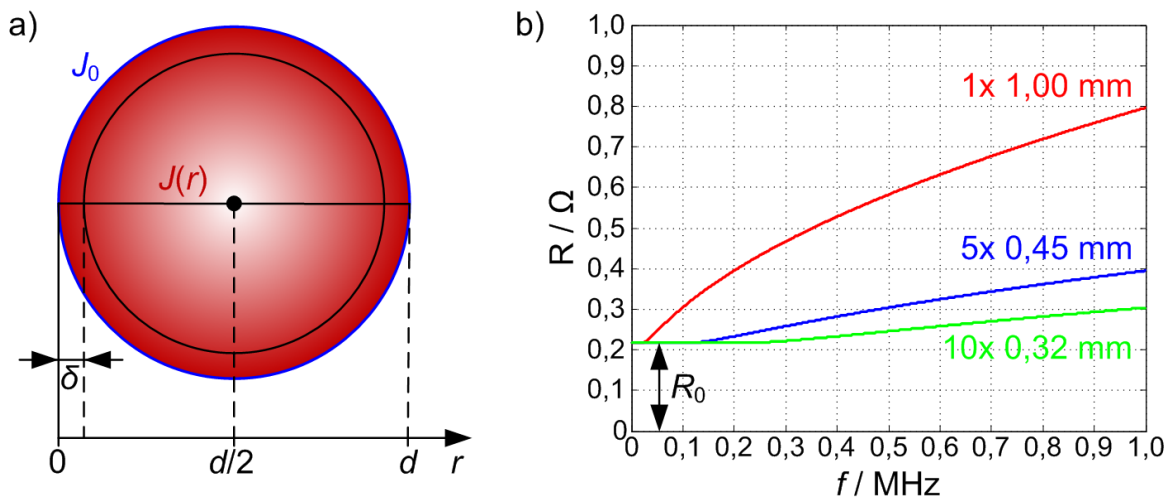 a)
J₀
J(r)
δ
0
d/2
d
r
b)
R / Ω
1,0
0,9
0,8
0,7
0,6
0,5
0,4
0,3
0,2
0,1
0
1x 1,00 mm
5x 0,45 mm
10x 0,32 mm
R₀
0 0,1 0,2 0,3 0,4 0,5 0,6 0,7 0,8 0,9 1,0
f / MHz